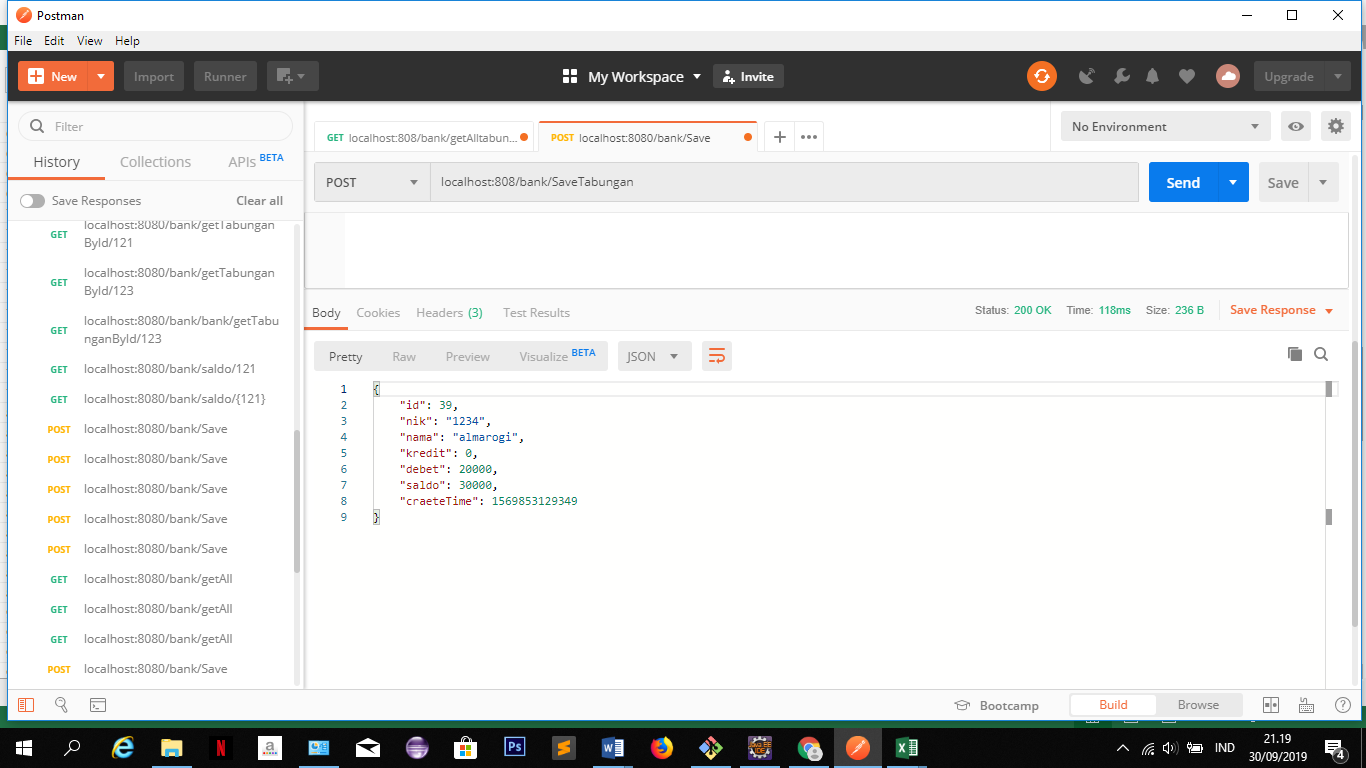 Postman
File Edit View Help
New Import Runner My Workspace Invite Upgrade
Filter
History Collections APIs BETA
Save Responses Clear all
GET localhost:8080/bank/getTabungan
ById/121
GET localhost:8080/bank/getTabungan
ById/123
GET localhost:8080/bank/bank/getTabu
nganById/123
GET localhost:8080/bank/saldo/121
GET localhost:8080/bank/saldo/{121}
POST localhost:8080/bank/Save
POST localhost:8080/bank/Save
POST localhost:8080/bank/Save
POST localhost:8080/bank/Save
POST localhost:8080/bank/Save
GET localhost:8080/bank/getAll
GET localhost:8080/bank/getAll
GET localhost:8080/bank/getAll
POST localhost:8080/bank/Save
GET localhost:808/bank/getAlltabun... POST localhost:8080/bank/Save
No Environment
POST localhost:808/bank/SaveTabungan Send Save
Body Cookies Headers (3) Test Results Status: 200 OK Time: 118ms Size: 236 B Save Response
Pretty Raw Preview Visualize BETA JSON
1 {
2 "id": 39,
3 "nik": "1234",
4 "nama": "almarogi",
5 "kredit": 0,
6 "debet": 20000,
7 "saldo": 30000,
8 "craeteTime": 1569853129349
9 }
Bootcamp Build Browse
IND
21.19
30/09/2019
4